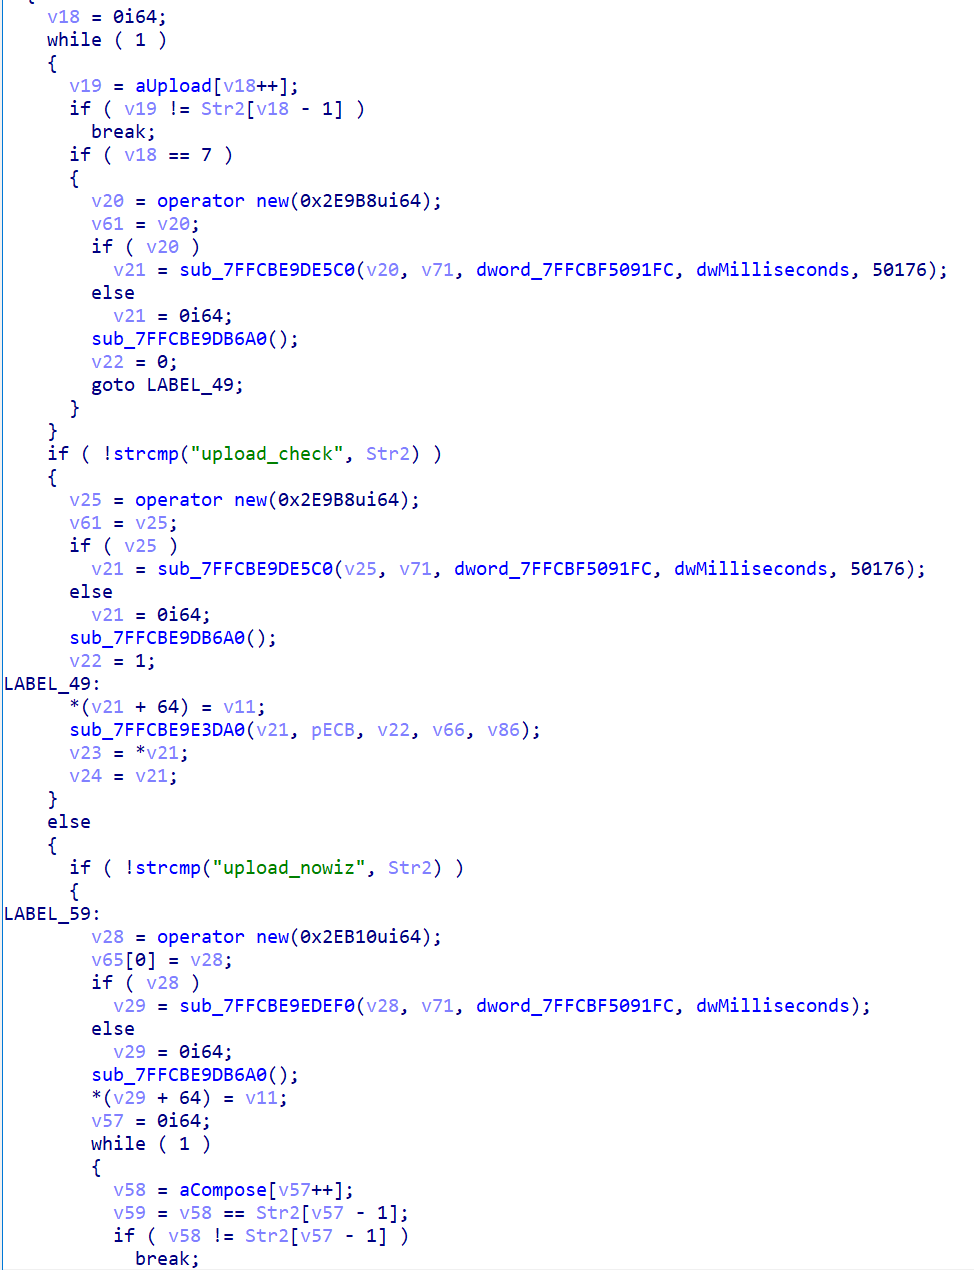 {
v18 = 0i64;
while ( 1 )
{
v19 = aUpload[v18++];
if ( v19 != Str2[v18 - 1] )
break;
if ( v18 == 7 )
{
v20 = operator new(0x2E9B8ui64);
v61 = v20;
if ( v20 )
v21 = sub_7FFCBE9DE5C0(v20, v71, dword_7FFCBF5091FC, dwMilliseconds, 50176);
else
v21 = 0i64;
sub_7FFCBE9DB6A0();
v22 = 0;
goto LABEL_49;
}
}
if ( !strcmp("upload_check", Str2) )
{
v25 = operator new(0x2E9B8ui64);
v61 = v25;
if ( v25 )
v21 = sub_7FFCBE9DE5C0(v25, v71, dword_7FFCBF5091FC, dwMilliseconds, 50176);
else
v21 = 0i64;
sub_7FFCBE9DB6A0();
v22 = 1;
LABEL_49:
*(v21 + 64) = v11;
sub_7FFCBE9E3DA0(v21, pECB, v22, v66, v86);
v23 = *v21;
v24 = v21;
}
else
{
if ( !strcmp("upload_nowiz", Str2) )
{
LABEL_59:
v28 = operator new(0x2EB10ui64);
v65[0] = v28;
if ( v28 )
v29 = sub_7FFCBE9EDEF0(v28, v71, dword_7FFCBF5091FC, dwMilliseconds);
else
v29 = 0i64;
sub_7FFCBE9DB6A0();
*(v29 + 64) = v11;
v57 = 0i64;
while ( 1 )
{
v58 = aCompose[v57++];
v59 = v58 == Str2[v57 - 1];
if ( v58 != Str2[v57 - 1] )
break;